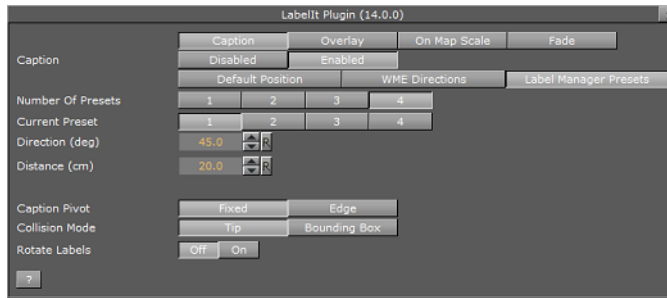 LabelIt Plugin (14.0.0)
Caption Overlay On Map Scale Fade
Caption Disabled Enabled
Default Position WME Directions Label Manager Presets
Number Of Presets 1 2 3 4
Current Preset 1 2 3 4
Direction (deg) 45.0 R
Distance (cm) 20.0 R
Caption Pivot Fixed Edge
Collision Mode Tip Bounding Box
Rotate Labels Off On
?